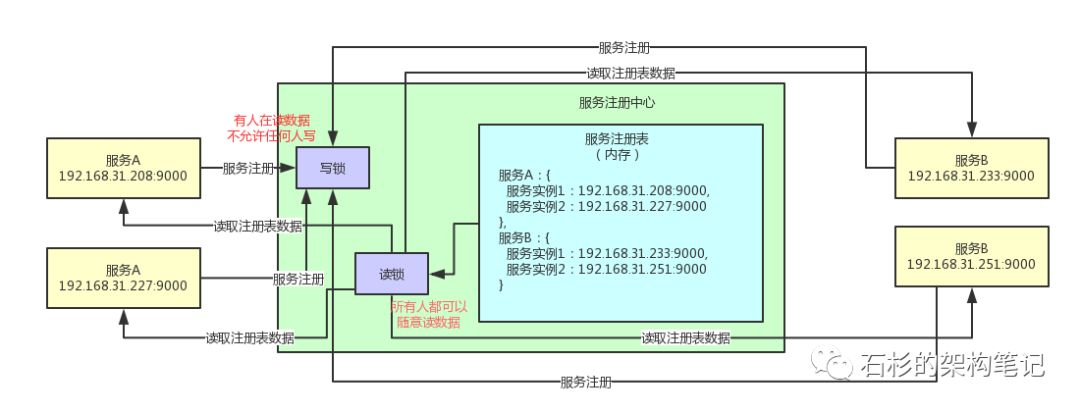 服务注册
读取注册表数据
服务注册中心
有人在读数据
不允许任何人写
服务注册表
（内存）
服务A
192.168.31.208:9000
服务注册
写锁
服务A：{
服务实例1：192.168.31.208:9000,
服务实例2：192.168.31.227:9000
},
服务B：{
服务实例1：192.168.31.233:9000,
服务实例2：192.168.31.251:9000
}
服务B
192.168.31.233:9000
读取注册表数据
服务A
192.168.31.227:9000
服务注册
读锁
服务B
192.168.31.251:9000
所有人都可以
随意读数据
读取注册表数据
读取注册表数据
服务注册
石杉的架构笔记